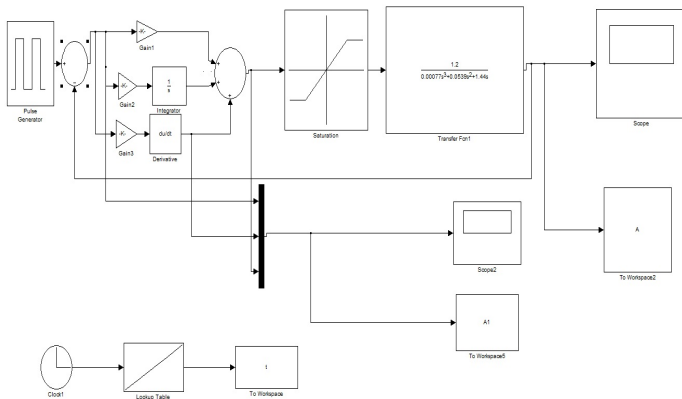 Pulse
Generator
-K-
Gain1
-K-
Gain2
1
s
Integrator
-K-
Gain3
du/dt
Derivative
Saturation
1.2
0.00077s³+0.0539s²+1.44s
Transfer Fcn1
Scope
Scope2
A
To Workspace2
A1
To Workspace5
Clock1
Lookup Table
t
To Workspace